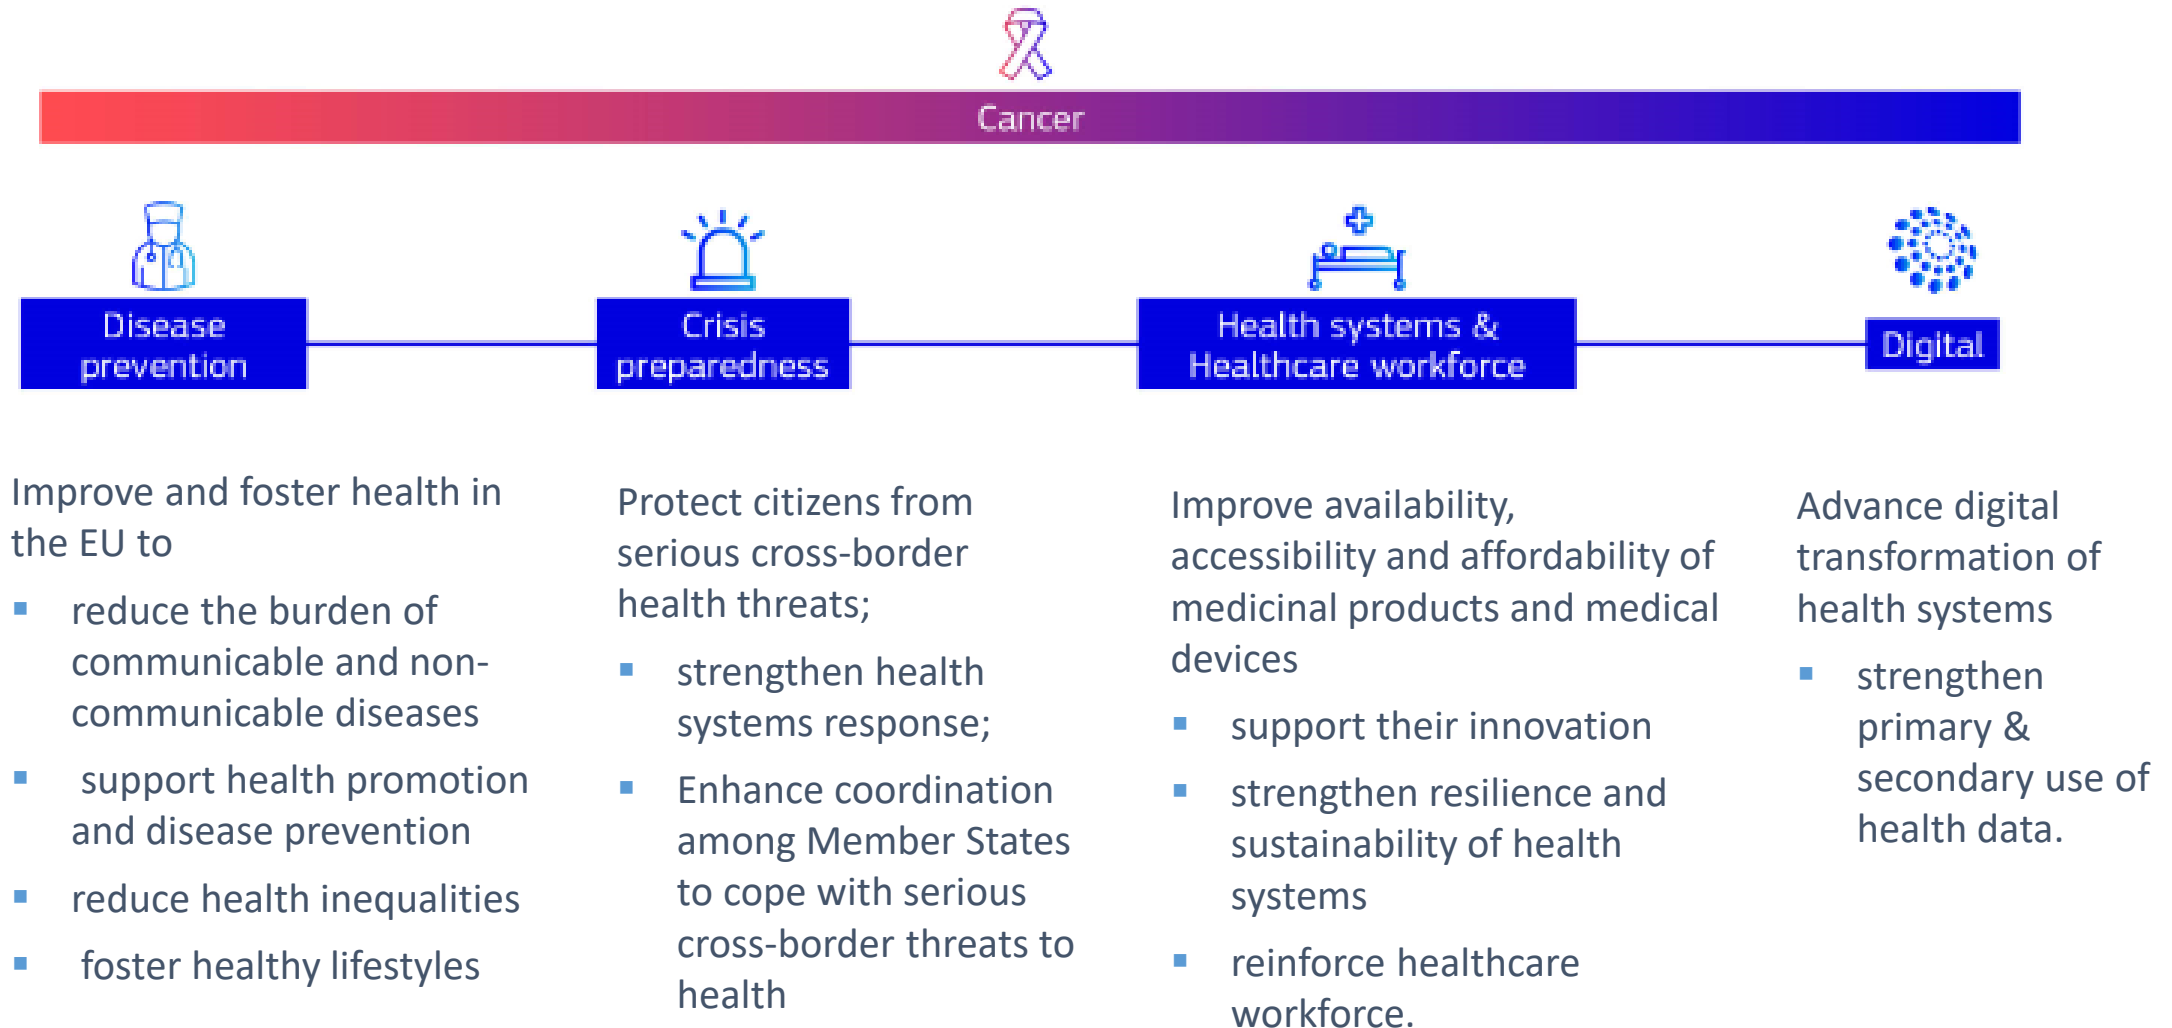 Cancer
Disease
prevention
Crisis
preparedness
Health systems &
Healthcare workforce
Digital
Improve and foster health in
the EU to
▪ reduce the burden of
communicable and non-
communicable diseases
▪ support health promotion
and disease prevention
▪ reduce health inequalities
▪ foster healthy lifestyles
Protect citizens from
serious cross-border
health threats;
▪ strengthen health
systems response;
▪ Enhance coordination
among Member States
to cope with serious
cross-border threats to
health
Improve availability,
accessibility and affordability of
medicinal products and medical
devices
▪ support their innovation
▪ strengthen resilience and
sustainability of health
systems
▪ reinforce healthcare
workforce.
Advance digital
transformation of
health systems
▪ strengthen
primary &
secondary use of
health data.